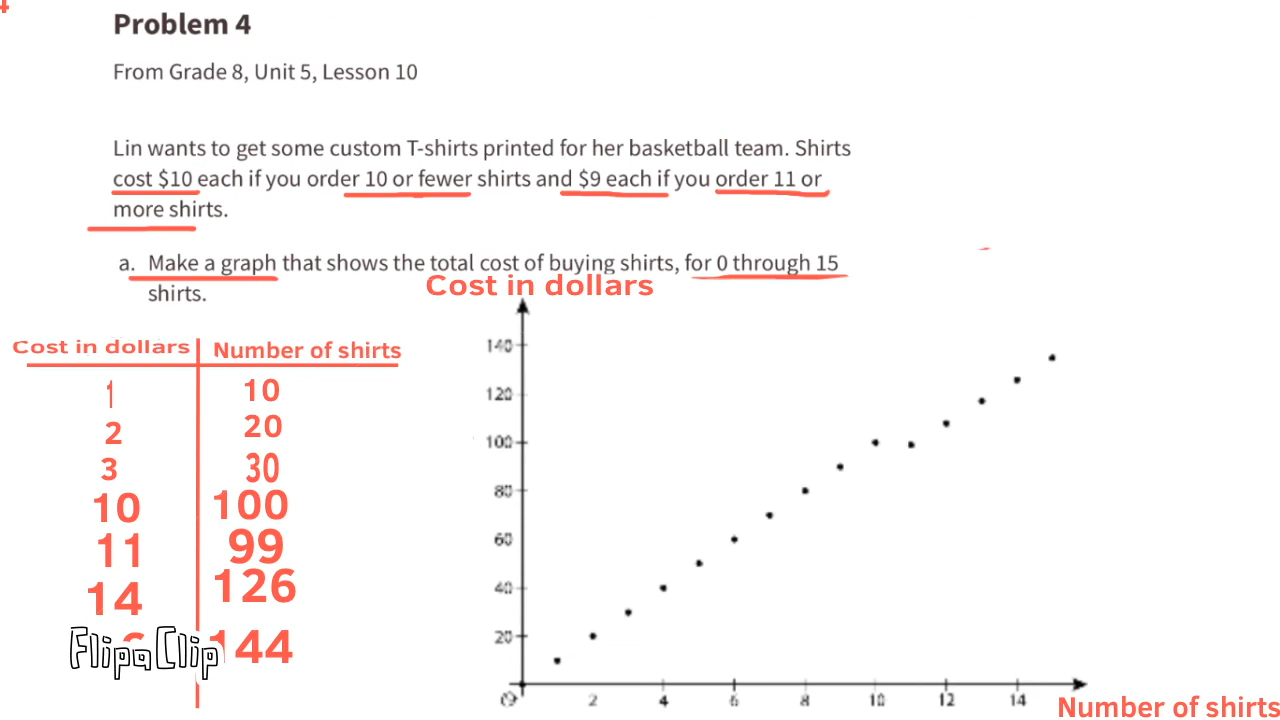 Problem 4
From Grade 8, Unit 5, Lesson 10
Lin wants to get some custom T-shirts printed for her basketball team. Shirts
cost $10 each if you order 10 or fewer shirts and $9 each if you order 11 or
more shirts.
a. Make a graph that shows the total cost of buying shirts, for 0 through 15
shirts.
Cost in dollars
Cost in dollars Number of shirts
1 10
2 20
3 30
10 100
11 99
14 126
144
FlipaClip
140
120
100
80
60
40
20
2 4 6 8 10 12 14
Number of shirts